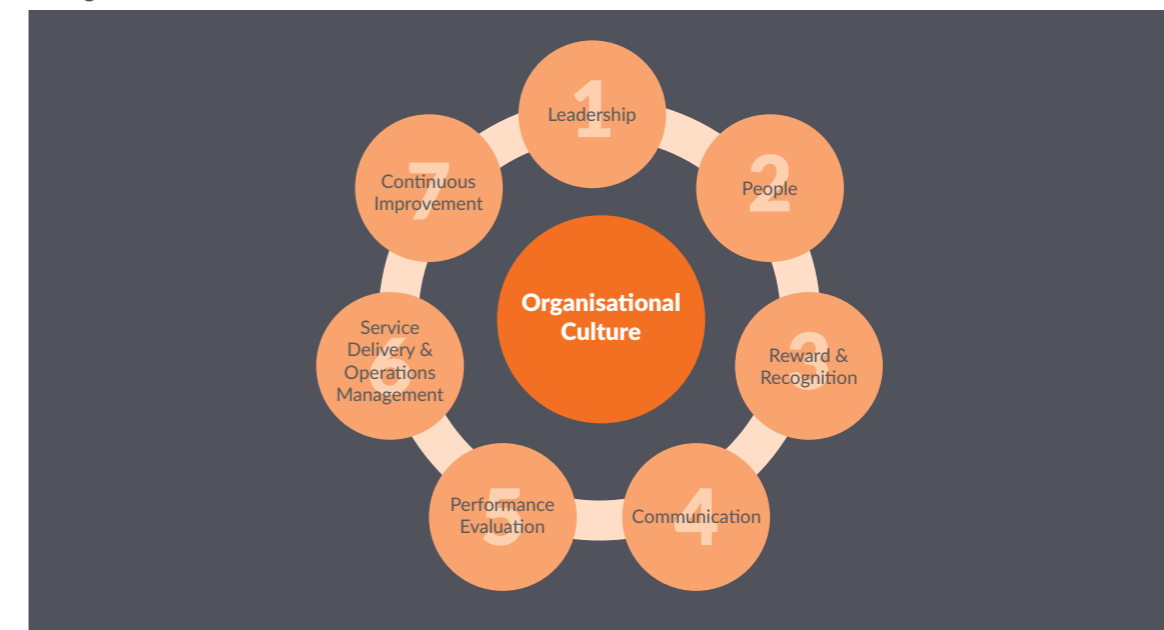 1
Leadership
2
People
3
Reward &
Recognition
4
Communication
5
Performance
Evaluation
6
Service
Delivery &
Operations
Management
7
Continuous
Improvement
Organisational
Culture